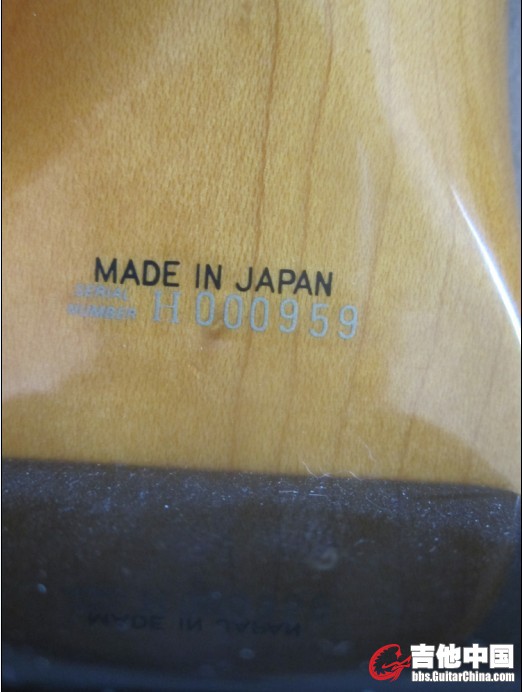 MADE IN JAPAN
SERIAL
NUMBER H000959
MADE IN JAPAN
吉他中国
bbs.GuitarChina.com